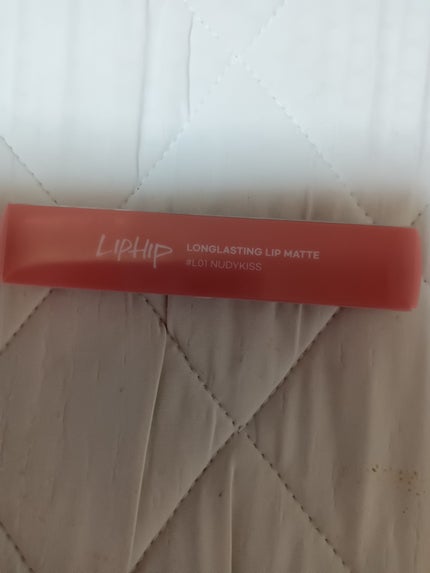 LIPHIP
LONGLASTING LIP MATTE
#L01 NUDYKISS